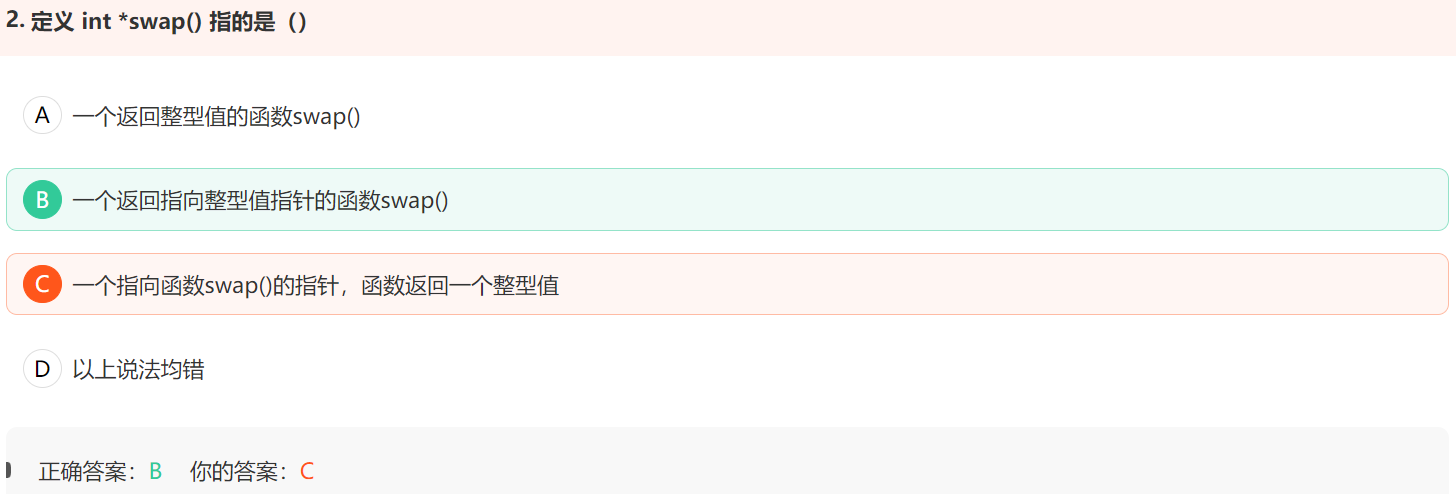 2. 定义 int *swap() 指的是（）
A 一个返回整型值的函数swap()
B 一个返回指向整型值指针的函数swap()
C 一个指向函数swap()的指针，函数返回一个整型值
D 以上说法均错
正确答案：B 你的答案：C